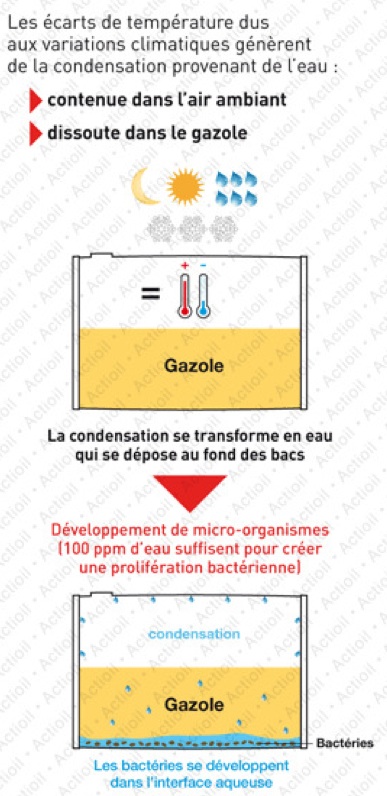 Les écarts de température dus
aux variations climatiques génèrent
de la condensation provenant de l'eau :
contenue dans l'air ambiant
dissoute dans le gazole
+ -
=
Gazole
La condensation se transforme en eau
qui se dépose au fond des bacs
Développement de micro-organismes
(100 ppm d'eau suffisent pour créer
une prolifération bactérienne)
condensation
Gazole
Bactéries
Les bactéries se développent
dans l'interface aqueuse
Actioil